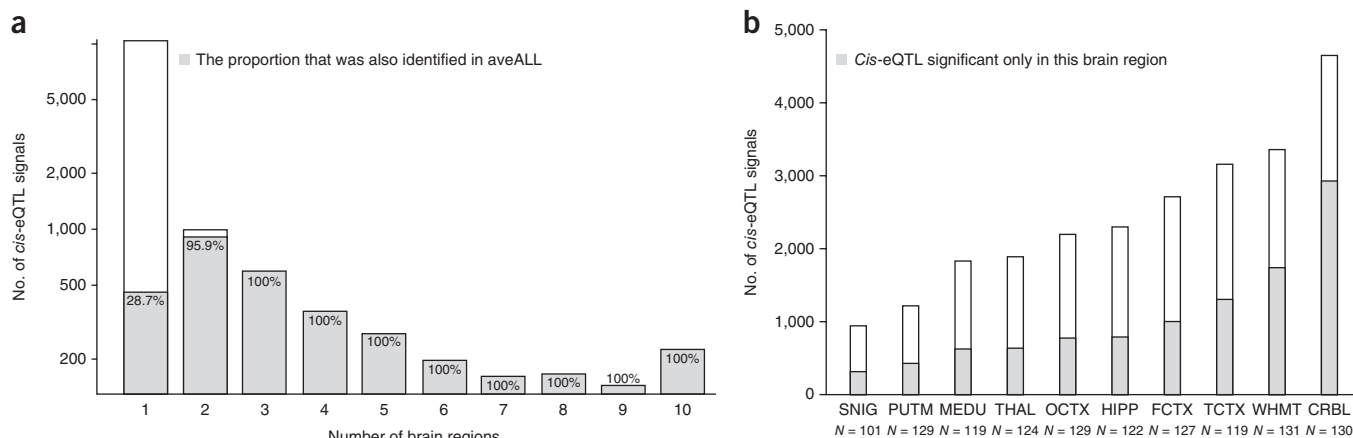 a
The proportion that was also identified in aveALL
No. of cis-eQTL signals
5,000
2,000
1,000
500
200
28.7%
95.9%
100%
100%
100%
100%
100%
100%
100%
100%
1 2 3 4 5 6 7 8 9 10
Number of brain regions
b
Cis-eQTL significant only in this brain region
No. of cis-eQTL signals
5,000
4,000
3,000
2,000
1,000
0
SNIG PUTM MEDU THAL OCTX HIPP FCTX TCTX WHMT CRBL
N = 101 N = 129 N = 119 N = 124 N = 129 N = 122 N = 127 N = 119 N = 131 N = 130